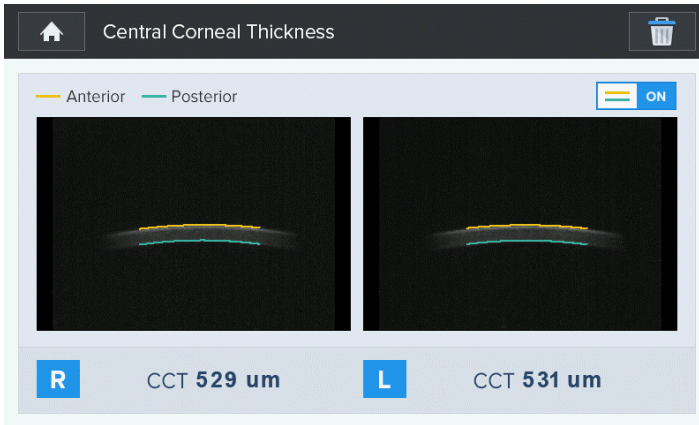 Central Corneal Thickness
Anterior Posterior
ON
R CCT 529 um
L CCT 531 um